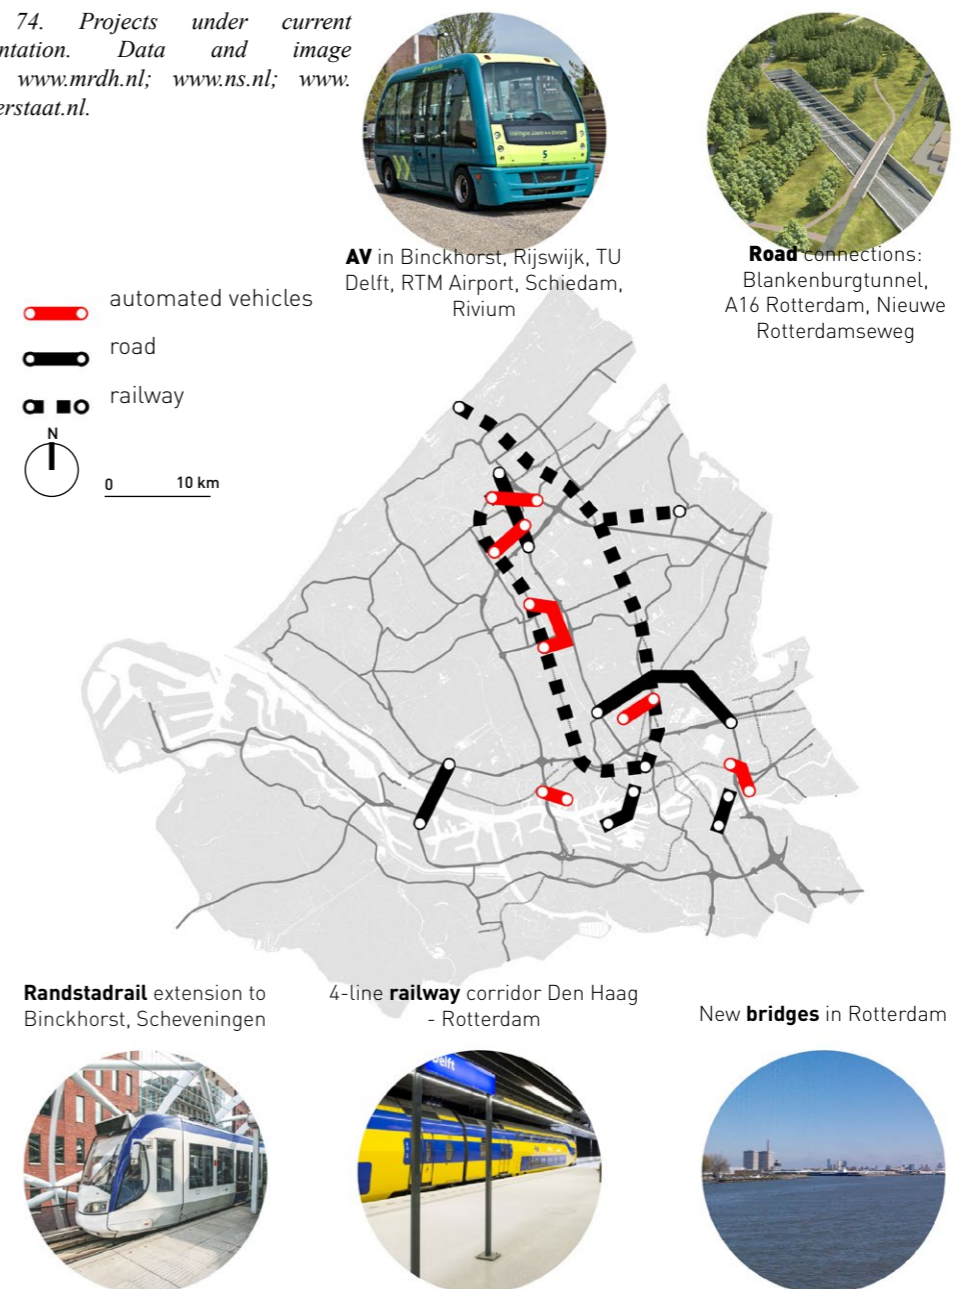 74. Projects under current
ntation. Data and image
www.mrdh.nl; www.ns.nl; www.
erstaat.nl.
5
AV in Binckhorst, Rijswijk, TU
Delft, RTM Airport, Schiedam,
Rivium
Road connections:
Blankenburgtunnel,
A16 Rotterdam, Nieuwe
Rotterdamseweg
automated vehicles
road
railway
N
0 10 km
Randstadrail extension to
Binckhorst, Scheveningen
4-line railway corridor Den Haag
- Rotterdam
New bridges in Rotterdam
Delft